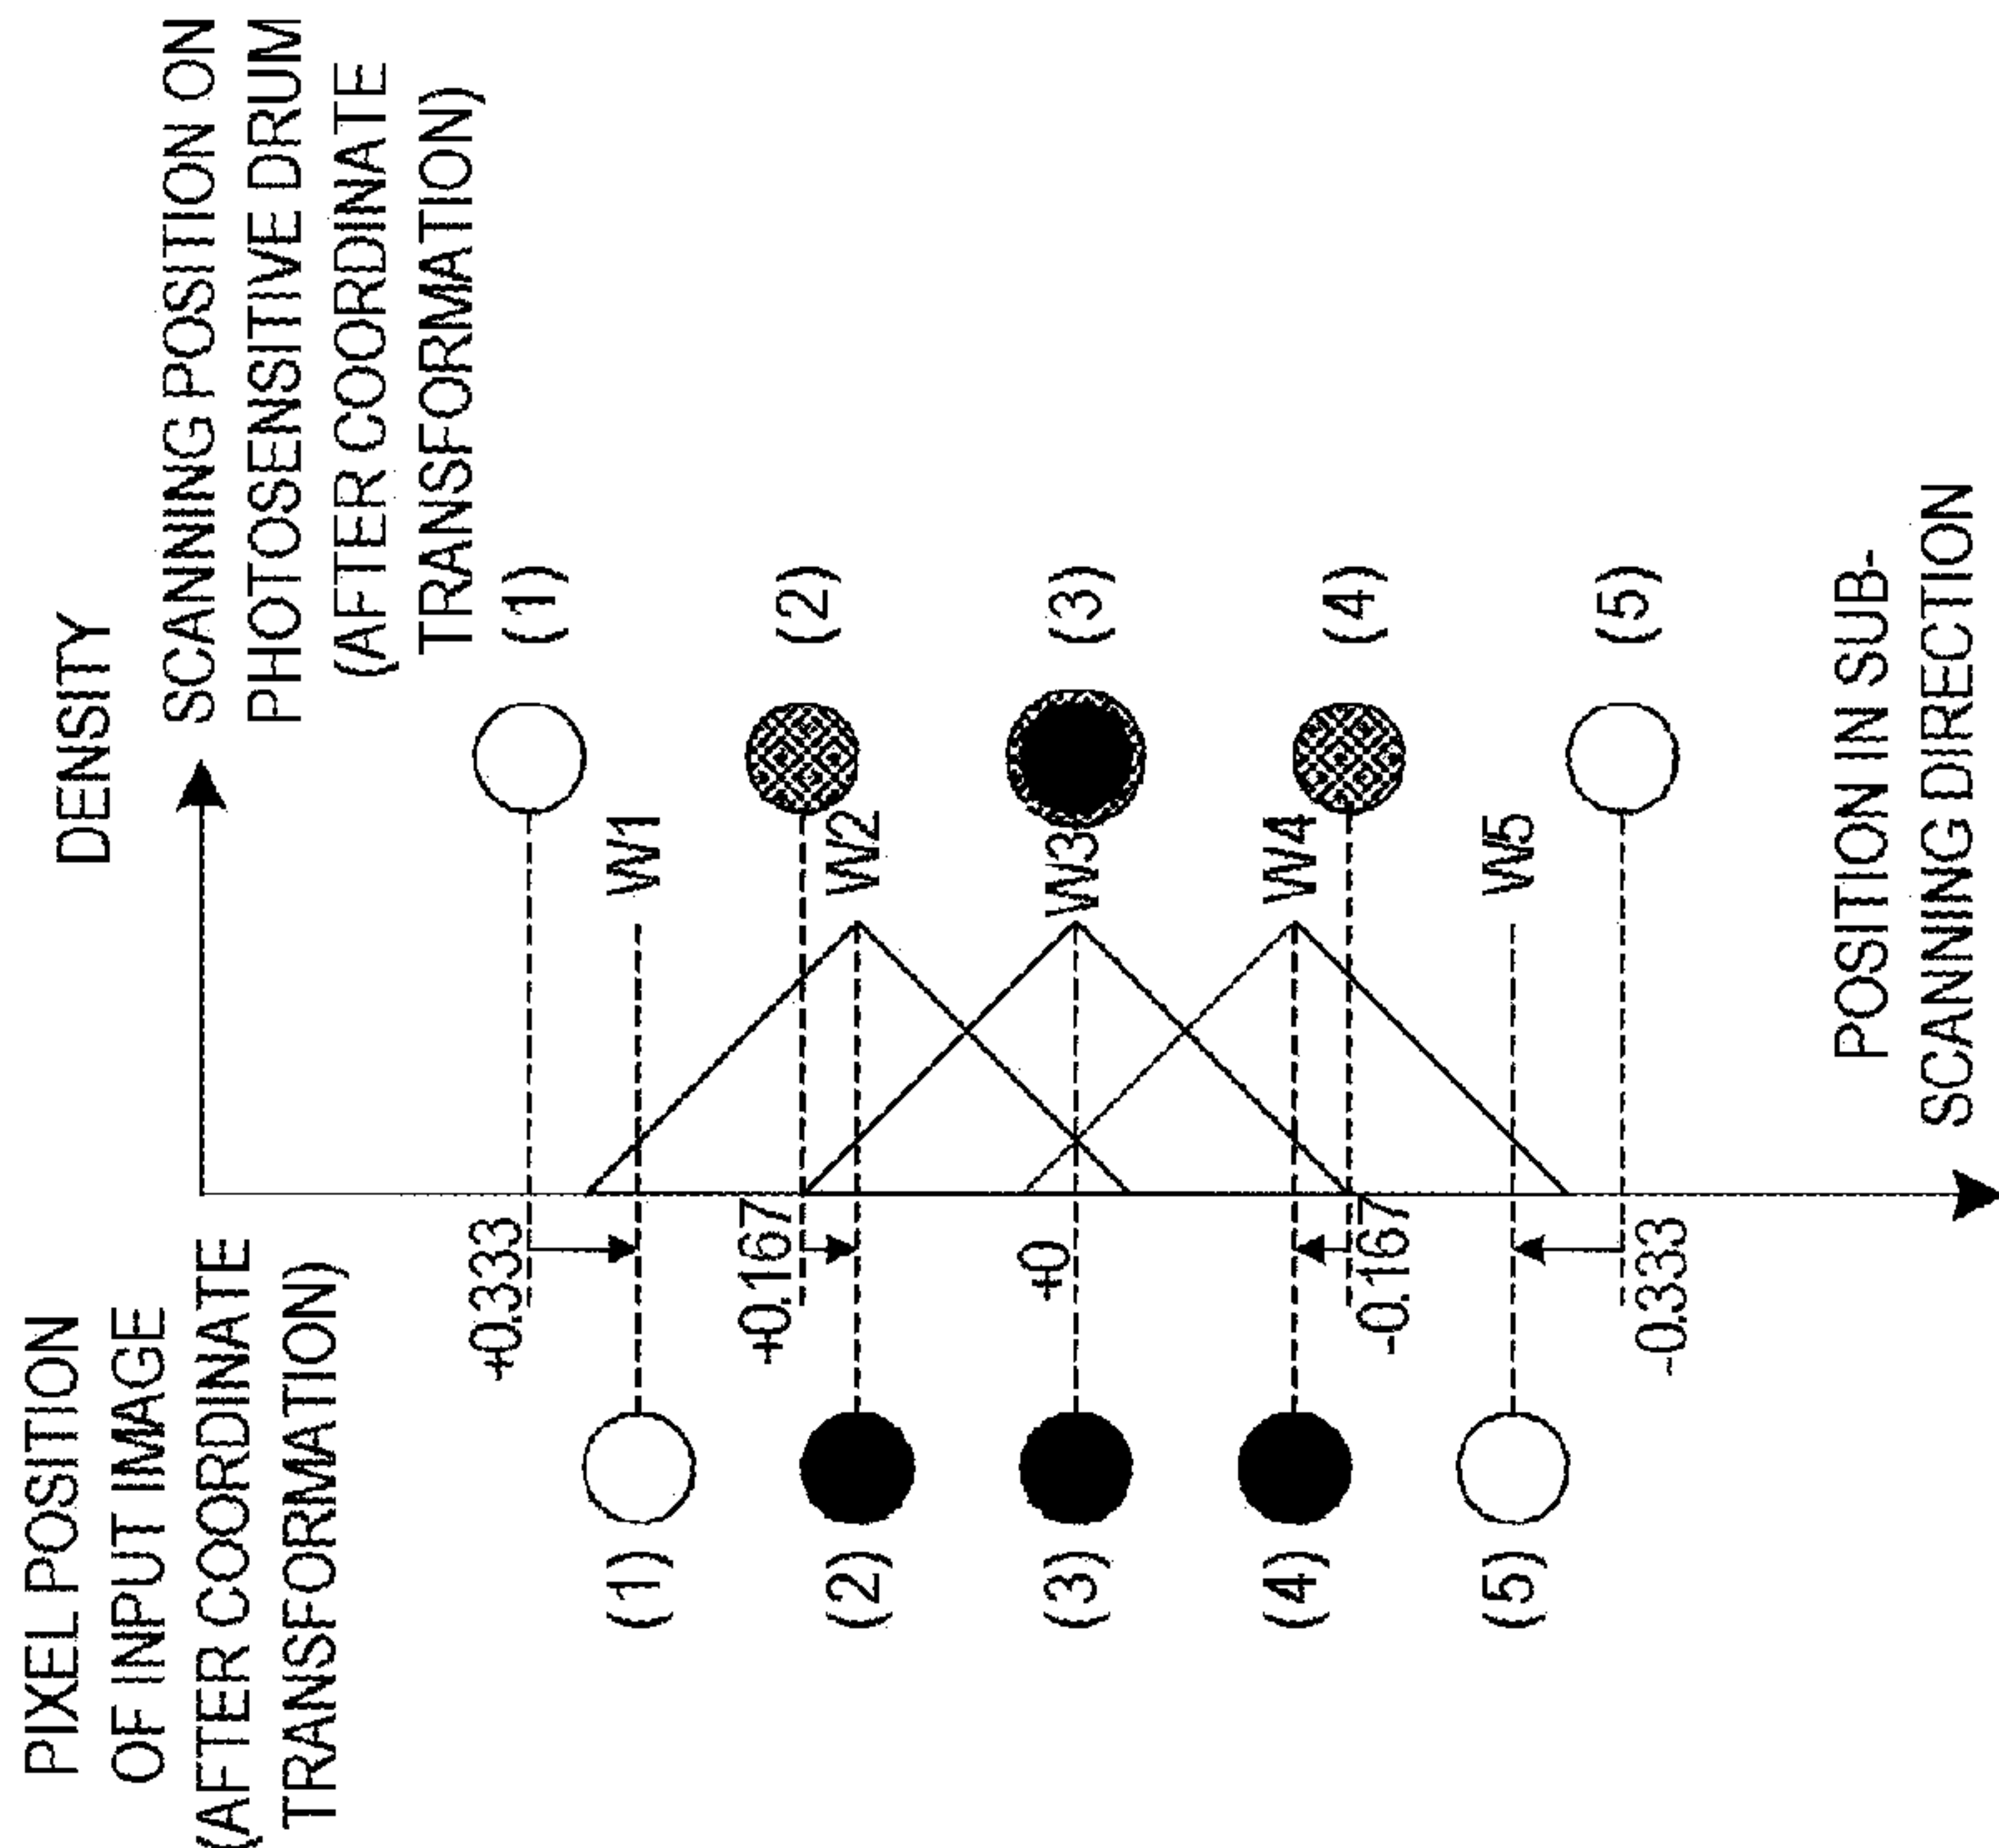 DENSITY
SCANNING POSITION ON
PHOTOSENSITIVE DRUM
(AFTER COORDINATE
TRANSFORMATION)
(1)
(2)
(3)
(4)
(5)
W1
W2
W3
W4
W5
POSITION IN SUB-
SCANNING DIRECTION
+0.333
+0.167
+0
-0.167
-0.333
PIXEL POSITION
OF INPUT IMAGE
(AFTER COORDINATE
TRANSFORMATION)
(1)
(2)
(3)
(4)
(5)